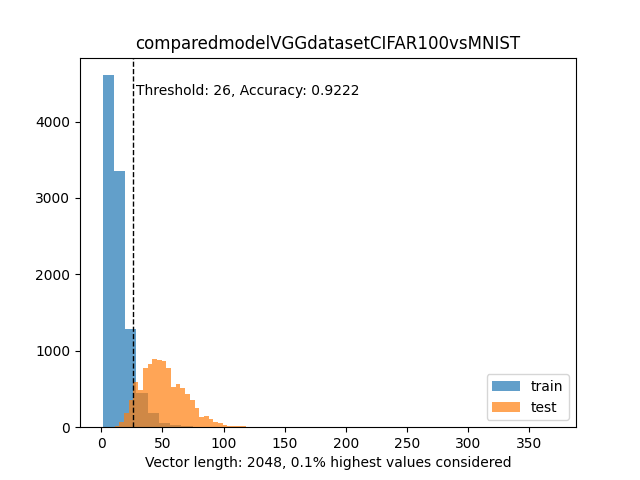 comparedmodelVGGdatasetCIFAR100vsMNIST
Threshold: 26, Accuracy: 0.9222
4000
3000
2000
1000
0
train
test
0 50 100 150 200 250 300 350
Vector length: 2048, 0.1% highest values considered